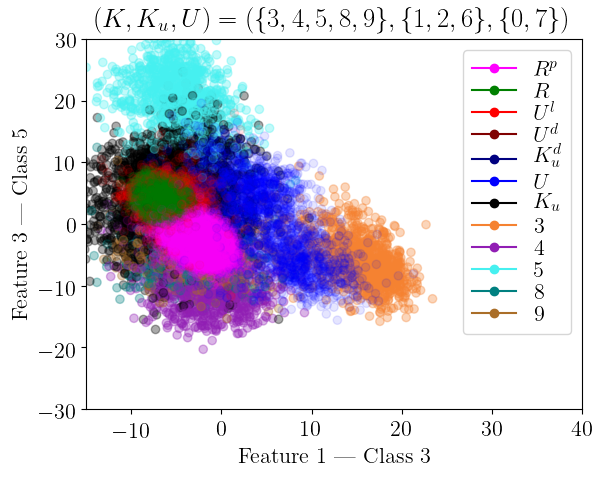 (K, K_u, U) = ({3, 4, 5, 8, 9}, {1, 2, 6}, {0, 7})
30
20
10
0
−10
−20
−30
−10
0
10
20
30
40
Feature 3 — Class 5
Feature 1 — Class 3
R^p
R
U^l
U^d
K_u^d
U
K_u
3
4
5
8
9